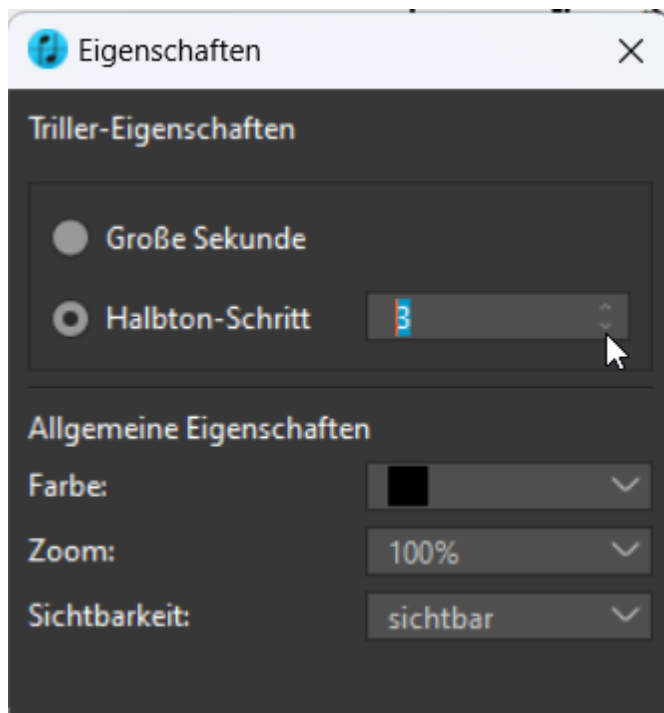 Eigenschaften
Triller-Eigenschaften
Große Sekunde
Halbton-Schritt 3
Allgemeine Eigenschaften
Farbe:
Zoom: 100%
Sichtbarkeit: sichtbar